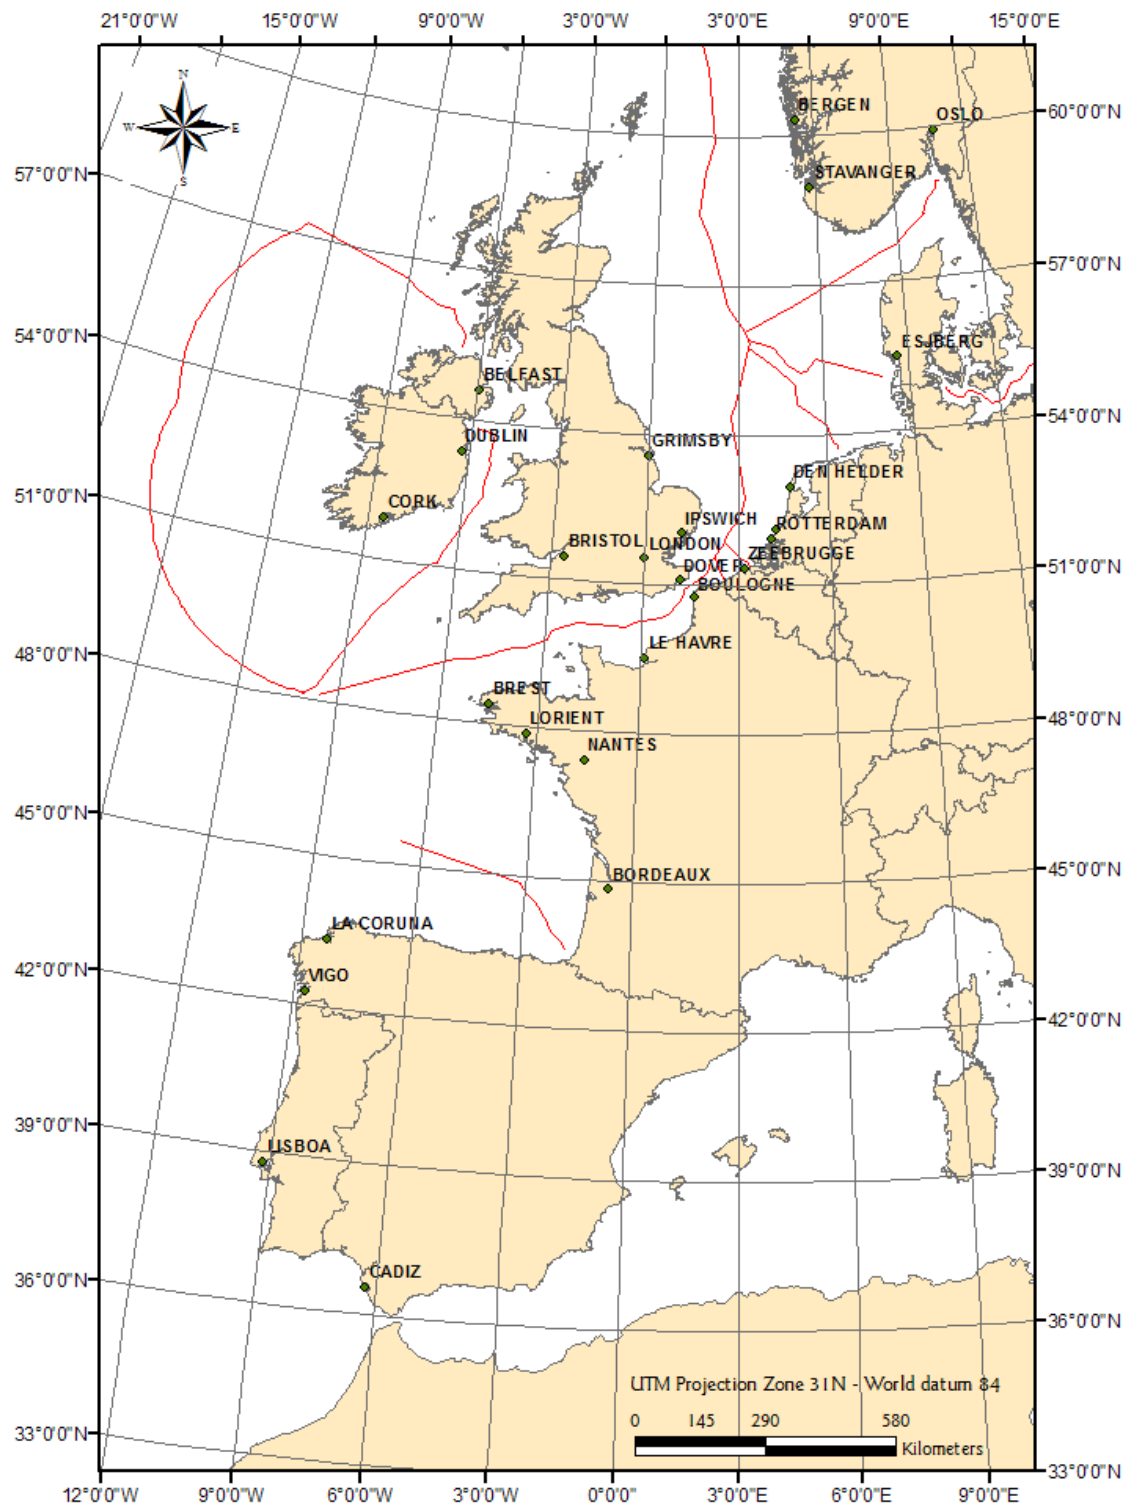 21°0'0"W 15°0'0"W 9°0'0"W 3°0'0"W 3°0'0"E 9°0'0"E 15°0'0"E
N
W E
S
BERGEN
OSLO
60°0'0"N
STAVANGER
57°0'0"N
57°0'0"N
54°0'0"N
ESJBERG
BELFAST
54°0'0"N
DUBLIN
GRIMSBY
DEN HELDER
51°0'0"N
CORK
IPSWICH
ROTTERDAM
BRISTOL
LONDON
ZEEBRUGGE
DOVER
51°0'0"N
BOULOGNE
LE HAVRE
48°0'0"N
BREST
LORIENT
48°0'0"N
NANTES
45°0'0"N
BORDEAUX
45°0'0"N
LA CORUNA
42°0'0"N
VIGO
42°0'0"N
39°0'0"N
LISBOA
39°0'0"N
CADIZ
36°0'0"N
36°0'0"N
UTM Projection Zone 31N - World datum 84
0 145 290 580
Kilometers
33°0'0"N
33°0'0"N
12°0'0"W 9°0'0"W 6°0'0"W 3°0'0"W 0°0'0" 3°0'0"E 6°0'0"E 9°0'0"E